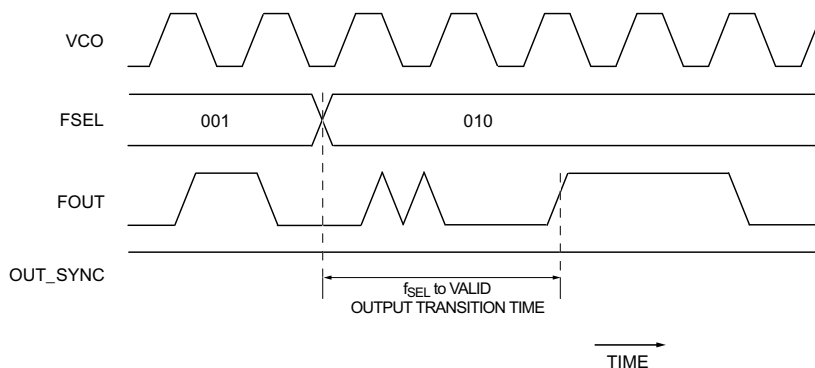 VCO
FSEL
001
010
FOUT
OUT_SYNC
fSEL to VALID
OUTPUT TRANSITION TIME
TIME